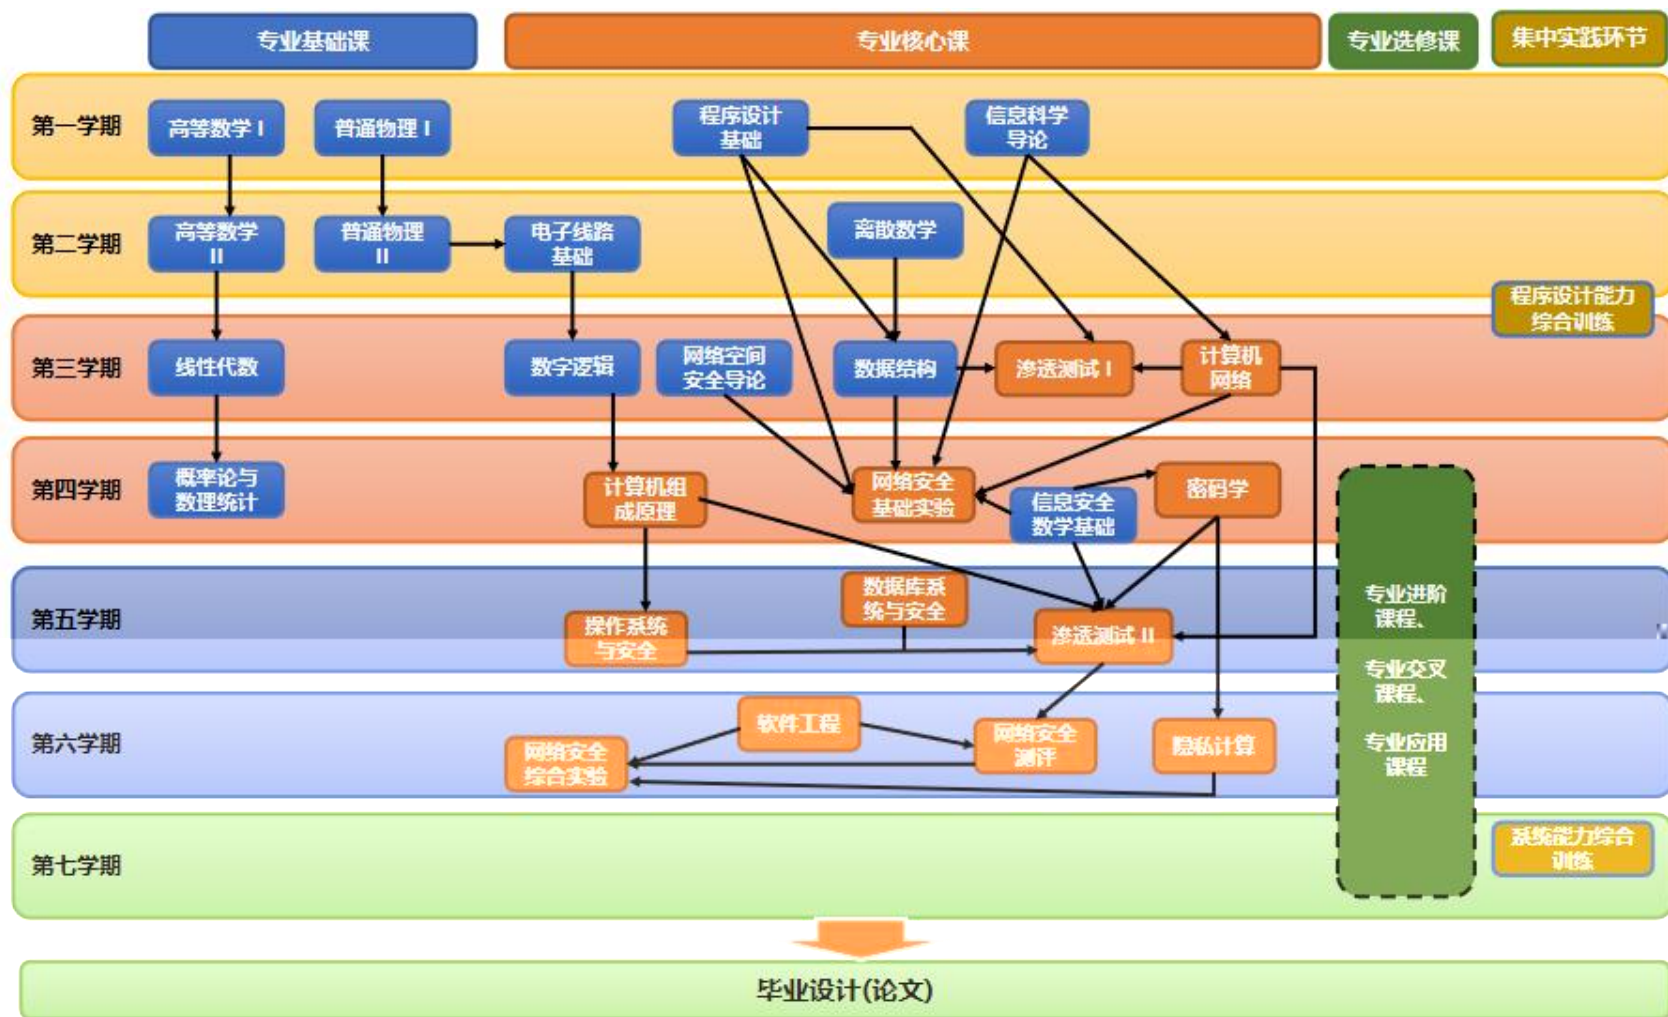 专业基础课
专业核心课
专业选修课
集中实践环节
第一学期
高等数学 I
普通物理 I
程序设计
基础
信息科学
导论
第二学期
高等数学
II
普通物理
II
电子线路
基础
离散数学
程序设计能力
综合训练
第三学期
线性代数
数字逻辑
网络空间
安全导论
数据结构
渗透测试 I
计算机
网络
第四学期
概率论与
数理统计
计算机组
成原理
网络安全
基础实验
信息安全
数学基础
密码学
第五学期
操作系统
与安全
数据库系
统与安全
渗透测试 II
专业进阶
课程、
专业交叉
课程、
专业应用
课程
第六学期
网络安全
综合实验
软件工程
网络安全
测评
隐私计算
第七学期
系统能力综合
训练
毕业设计(论文)